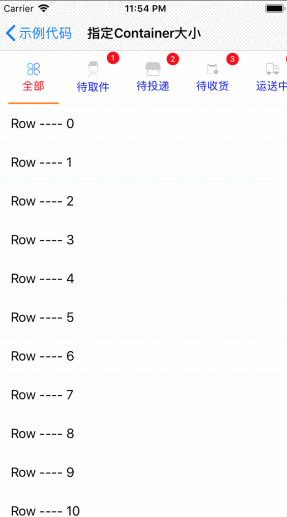 Carrier 11:54 PM
示例代码 指定Container大小
1 2 3
全部 待取件 待投递 待收货 运送中
Row ---- 0
Row ---- 1
Row ---- 2
Row ---- 3
Row ---- 4
Row ---- 5
Row ---- 6
Row ---- 7
Row ---- 8
Row ---- 9
Row ---- 10